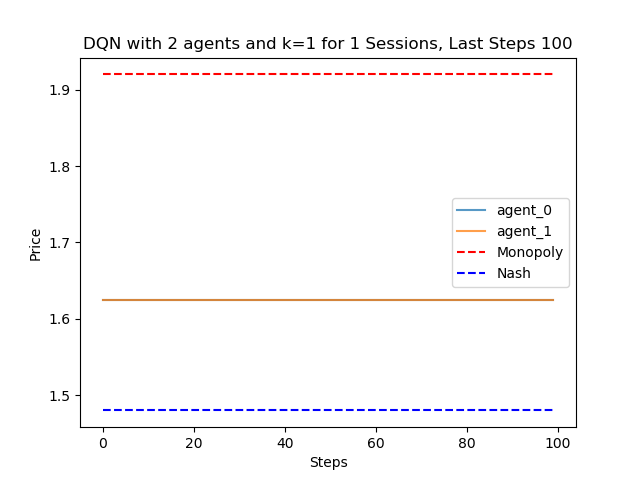 DQN with 2 agents and k=1 for 1 Sessions, Last Steps 100
1.9
1.8
1.7
1.6
1.5
Price
agent_0
agent_1
Monopoly
Nash
0 20 40 60 80 100
Steps